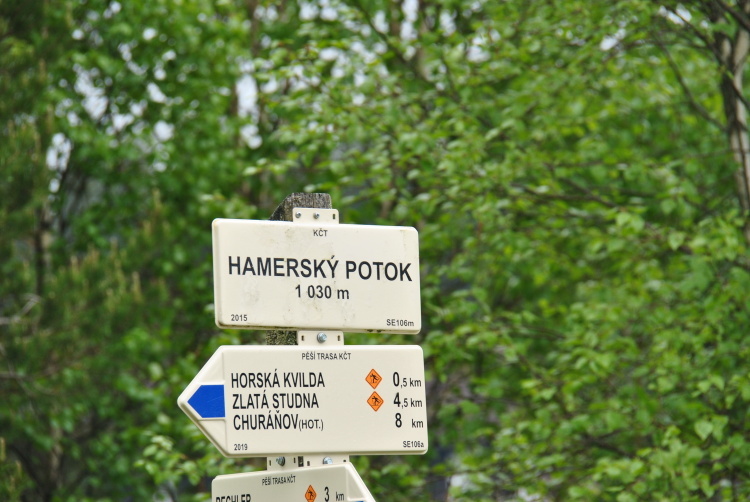 KČT
HAMERSKÝ POTOK
1 030 m
2015 SE106m
PĚŠÍ TRASA KČT
HORSKÁ KVILDA 0,5 km
ZLATÁ STUDNA 4,5 km
CHURÁŇOV(HOT.) 8 km
2019 SE106a
PĚŠÍ TRASA KČT
3 km